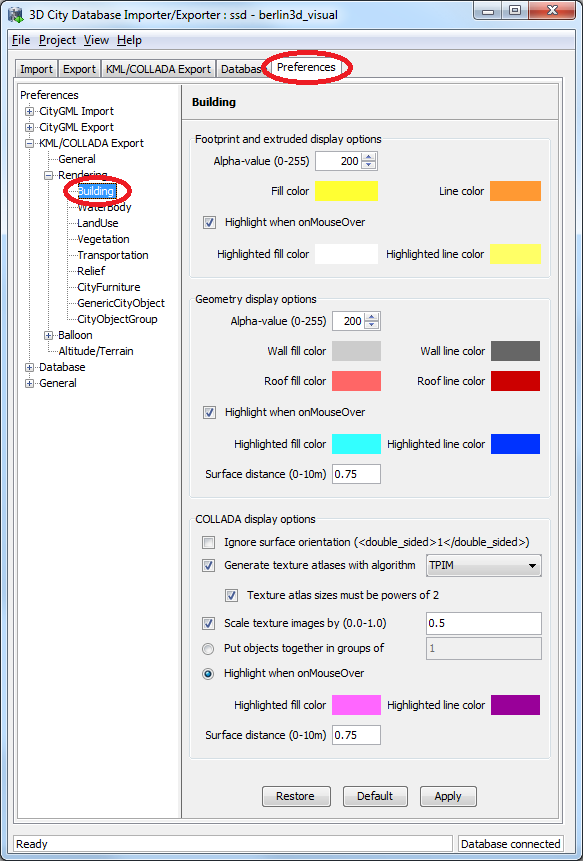 3D City Database Importer/Exporter : ssd - berlin3d_visual
File Project View Help
Import Export KML/COLLADA Export Database Preferences
Preferences
CityGML Import
CityGML Export
KML/COLLADA Export
General
Rendering
Building
WaterBody
LandUse
Vegetation
Transportation
Relief
CityFurniture
GenericCityObject
CityObjectGroup
Balloon
Altitude/Terrain
Database
General
Building
Footprint and extruded display options
Alpha-value (0-255) 200
Fill color Line color
Highlight when onMouseOver
Highlighted fill color Highlighted line color
Geometry display options
Alpha-value (0-255) 200
Wall fill color Wall line color
Roof fill color Roof line color
Highlight when onMouseOver
Highlighted fill color Highlighted line color
Surface distance (0-10m) 0.75
COLLADA display options
Ignore surface orientation (<double_sided>1</double_sided>)
Generate texture atlases with algorithm TPIM
Texture atlas sizes must be powers of 2
Scale texture images by (0.0-1.0) 0.5
Put objects together in groups of 1
Highlight when onMouseOver
Highlighted fill color Highlighted line color
Surface distance (0-10m) 0.75
Restore Default Apply
Ready Database connected